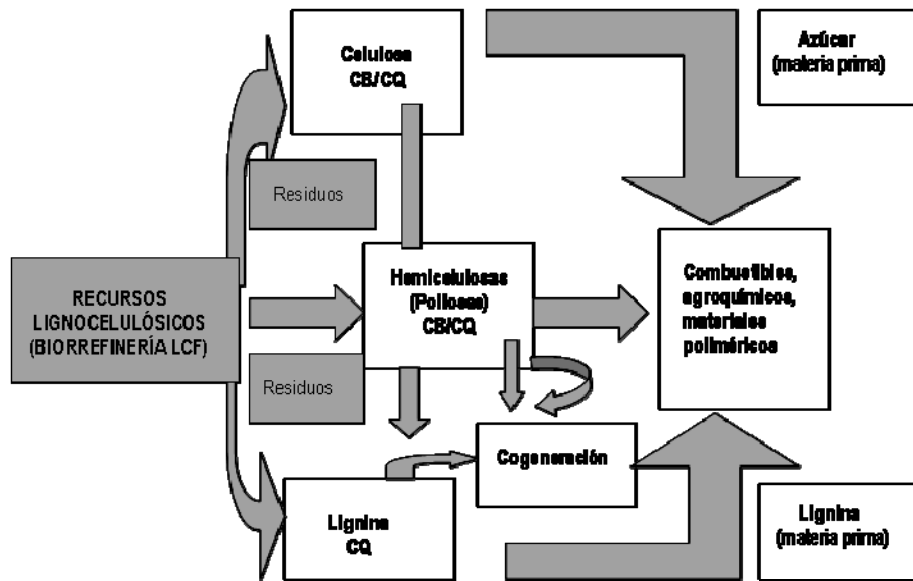 Celulosa
CB/CQ
Azúcar
(materia prima)
Residuos
RECURSOS
LIGNOCELULÓSICOS
(BIORREFINERÍA LCF)
Hemicelulosas
(Poliosas)
CB/CQ
Combustibles,
agroquímicos,
materiales
poliméricos
Residuos
Cogeneración
Lignina
CQ
Lignina
(materia prima)